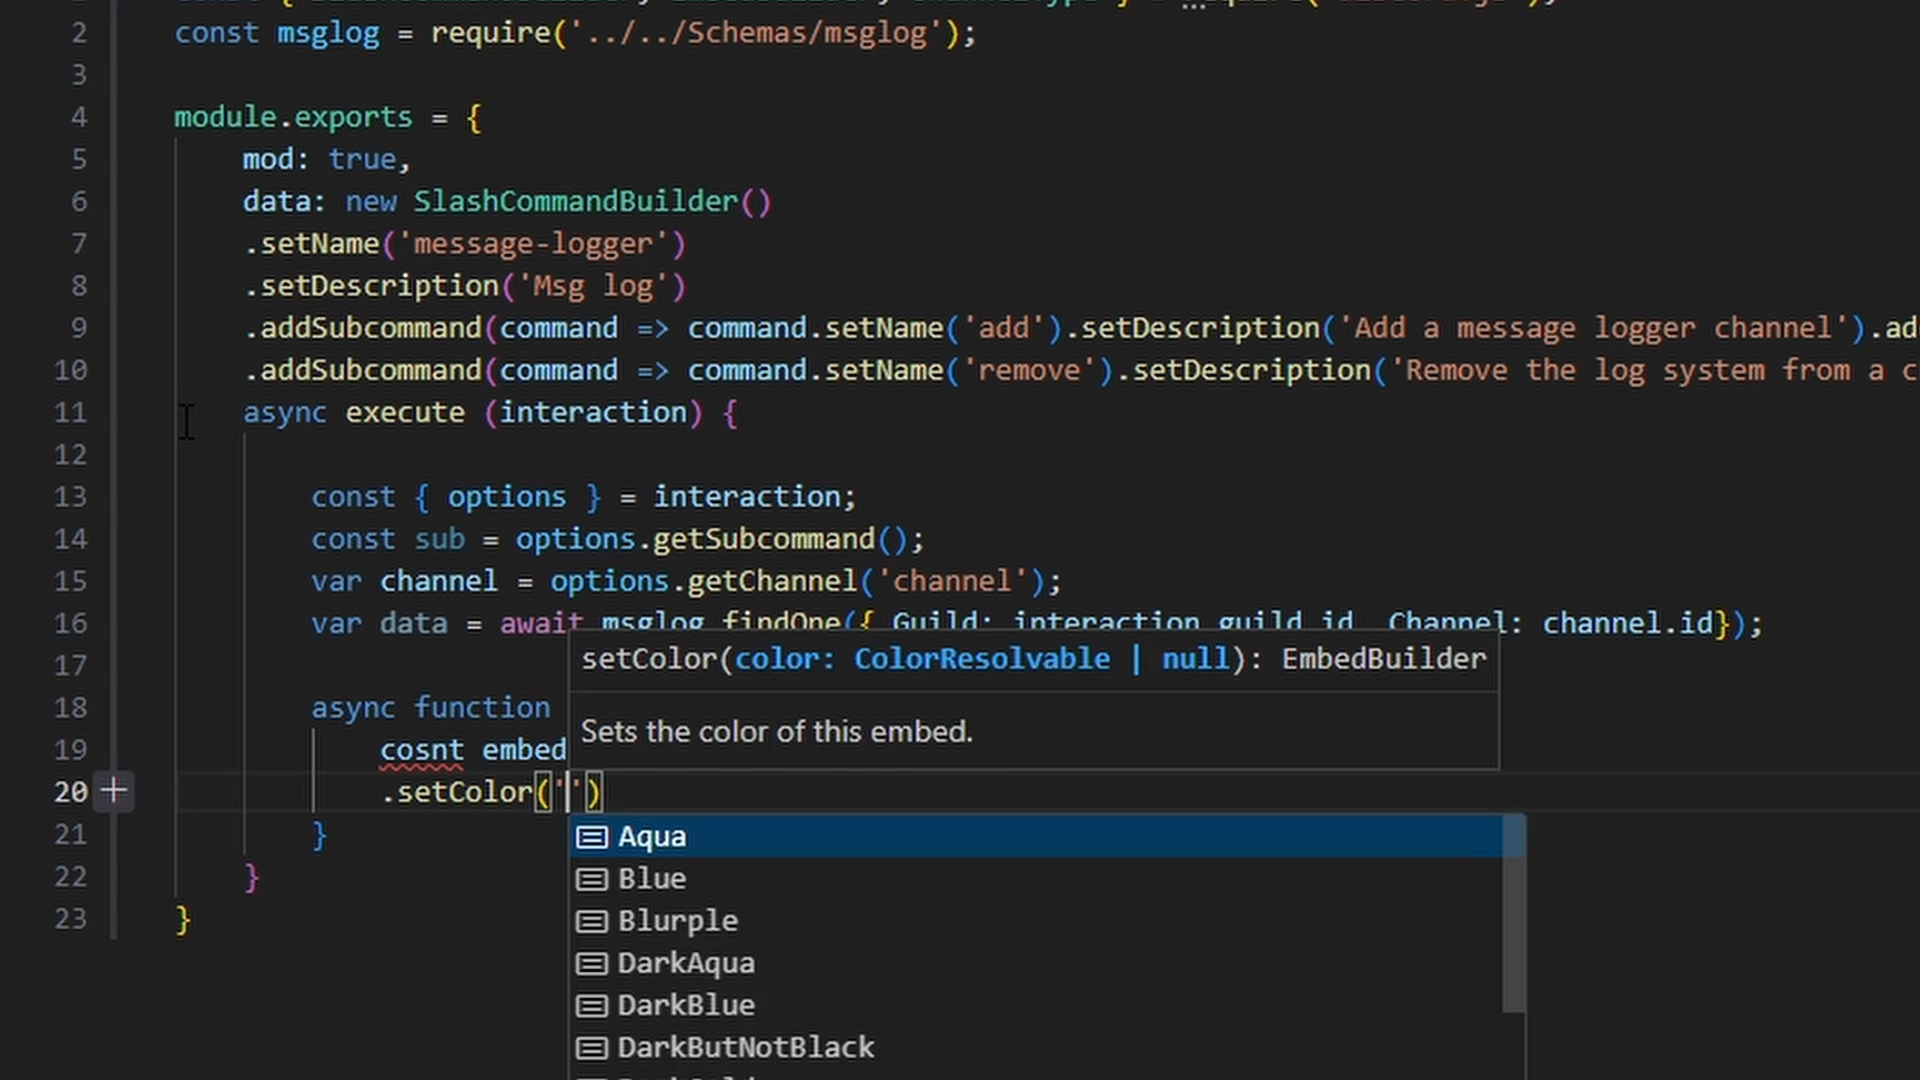 2 const msglog = require('../../Schemas/msglog');
3
4 module.exports = {
5 mod: true,
6 data: new SlashCommandBuilder()
7 .setName('message-logger')
8 .setDescription('Msg log')
9 .addSubcommand(command => command.setName('add').setDescription('Add a message logger channel').ad
10 .addSubcommand(command => command.setName('remove').setDescription('Remove the log system from a c
11 async execute (interaction) {
12
13 const { options } = interaction;
14 const sub = options.getSubcommand();
15 var channel = options.getChannel('channel');
16 var data = await msglog.findOne({ Guild: interaction.guild.id, Channel: channel.id});
17
setColor(color: ColorResolvable | null): EmbedBuilder
18 async function
Sets the color of this embed.
19 cosnt embed
20 .setColor('')
21 }
Aqua
22 }
Blue
23 }
Blurple
DarkAqua
DarkBlue
DarkButNotBlack